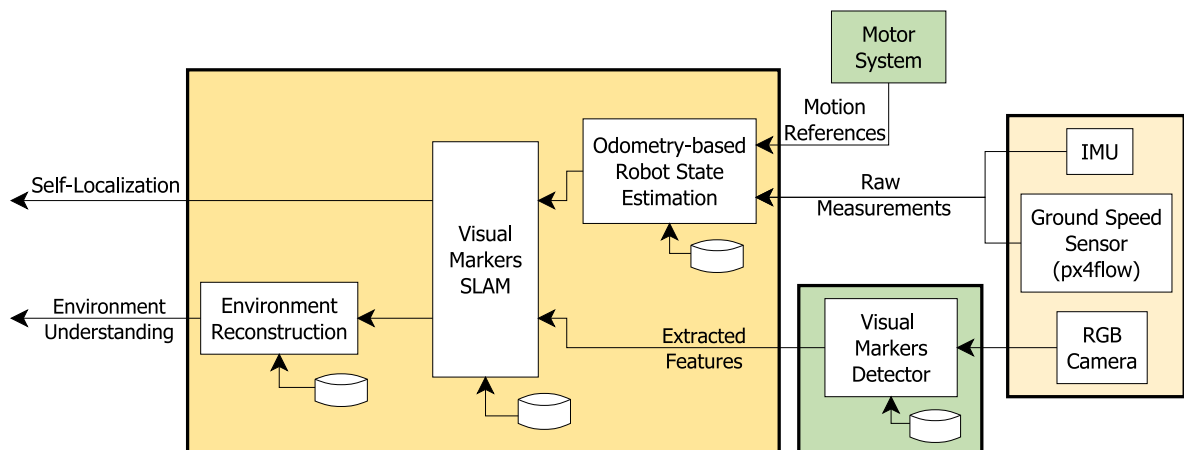 Motor
System
Motion
References
IMU
Odometry-based
Robot State
Estimation
Raw
Measurements
Self-Localization
Ground Speed
Sensor
(px4flow)
Visual
Markers
SLAM
Environment
Understanding
Environment
Reconstruction
Extracted
Features
Visual
Markers
Detector
RGB
Camera